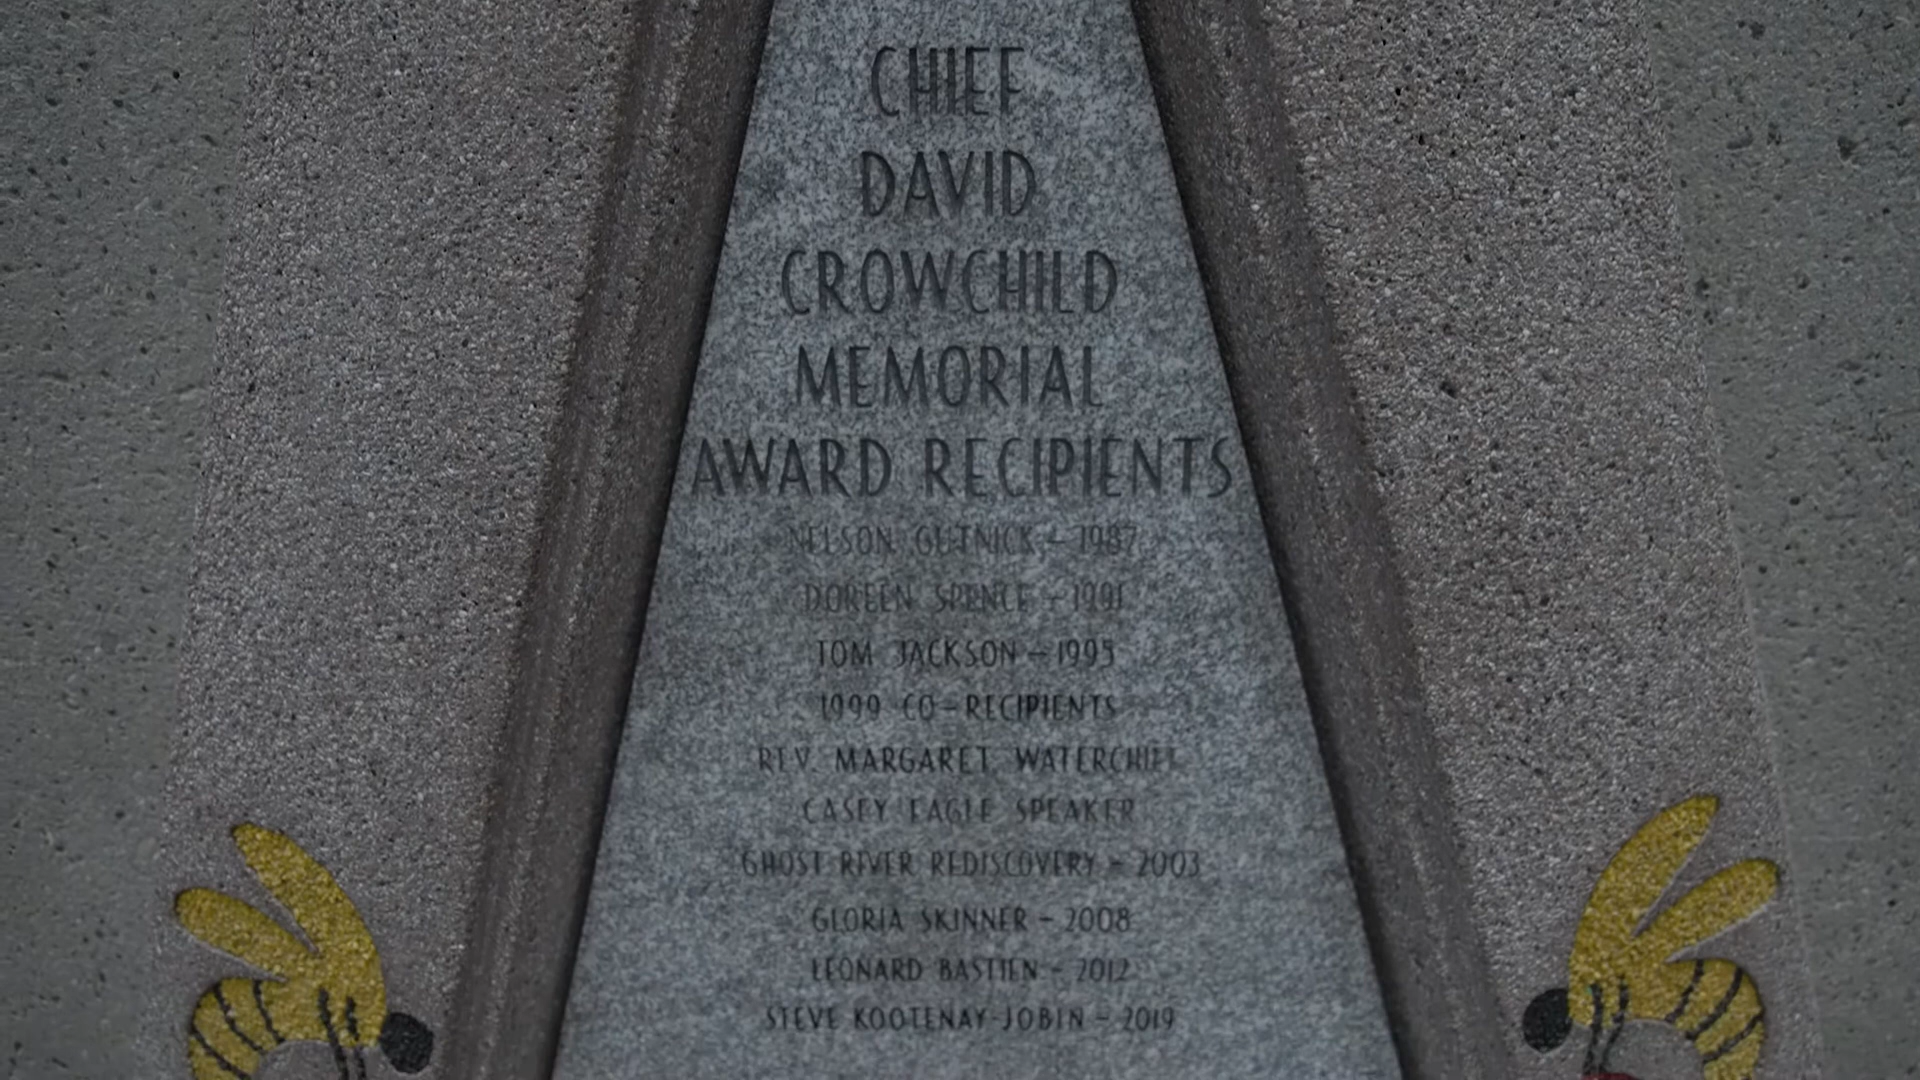 CHIEF
DAVID
CROWCHILD
MEMORIAL
AWARD RECIPIENTS
NELSON GUTNICK - 1987
DOREEN SPENCE - 1991
TOM JACKSON - 1995
1999 CO-RECIPIENTS
REV. MARGARET WATERCHIEF
CASEY EAGLE SPEAKER
GHOST RIVER REDISCOVERY - 2003
GLORIA SKINNER - 2008
LEONARD BASTIEN - 2012
STEVE KOOTENAY-JOBIN - 2019